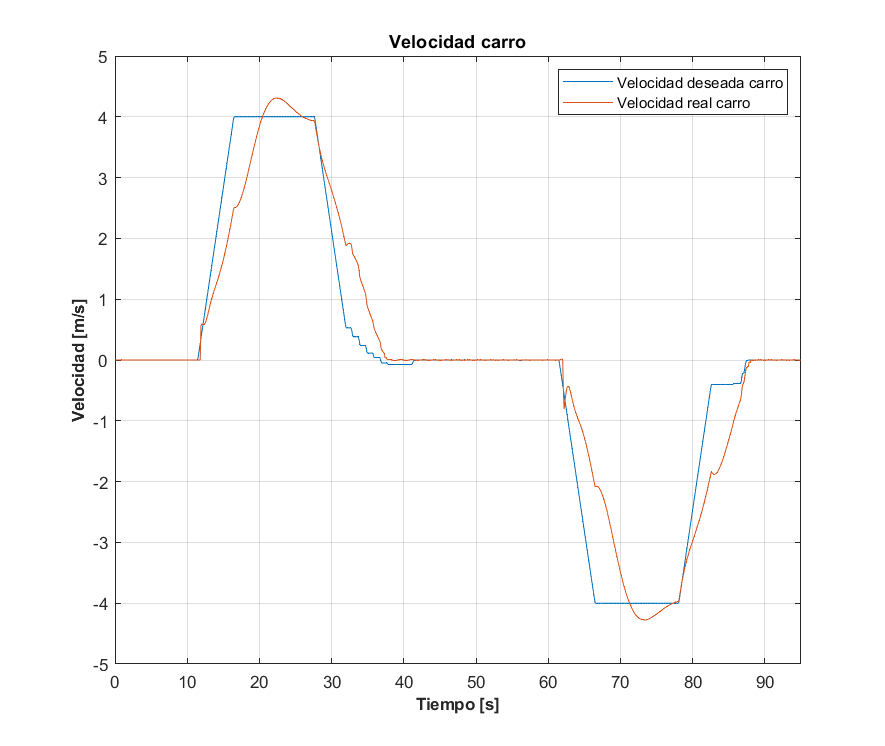 Velocidad carro
Velocidad deseada carro
Velocidad real carro
5
4
3
2
1
0
-1
-2
-3
-4
-5
Velocidad [m/s]
0 10 20 30 40 50 60 70 80 90
Tiempo [s]